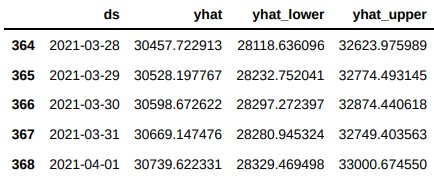 ds yhat yhat_lower yhat_upper
364 2021-03-28 30457.722913 28118.636096 32623.975989
365 2021-03-29 30528.197767 28232.752041 32774.493145
366 2021-03-30 30598.672622 28297.272397 32874.440618
367 2021-03-31 30669.147476 28280.945324 32749.403563
368 2021-04-01 30739.622331 28329.469498 33000.674550